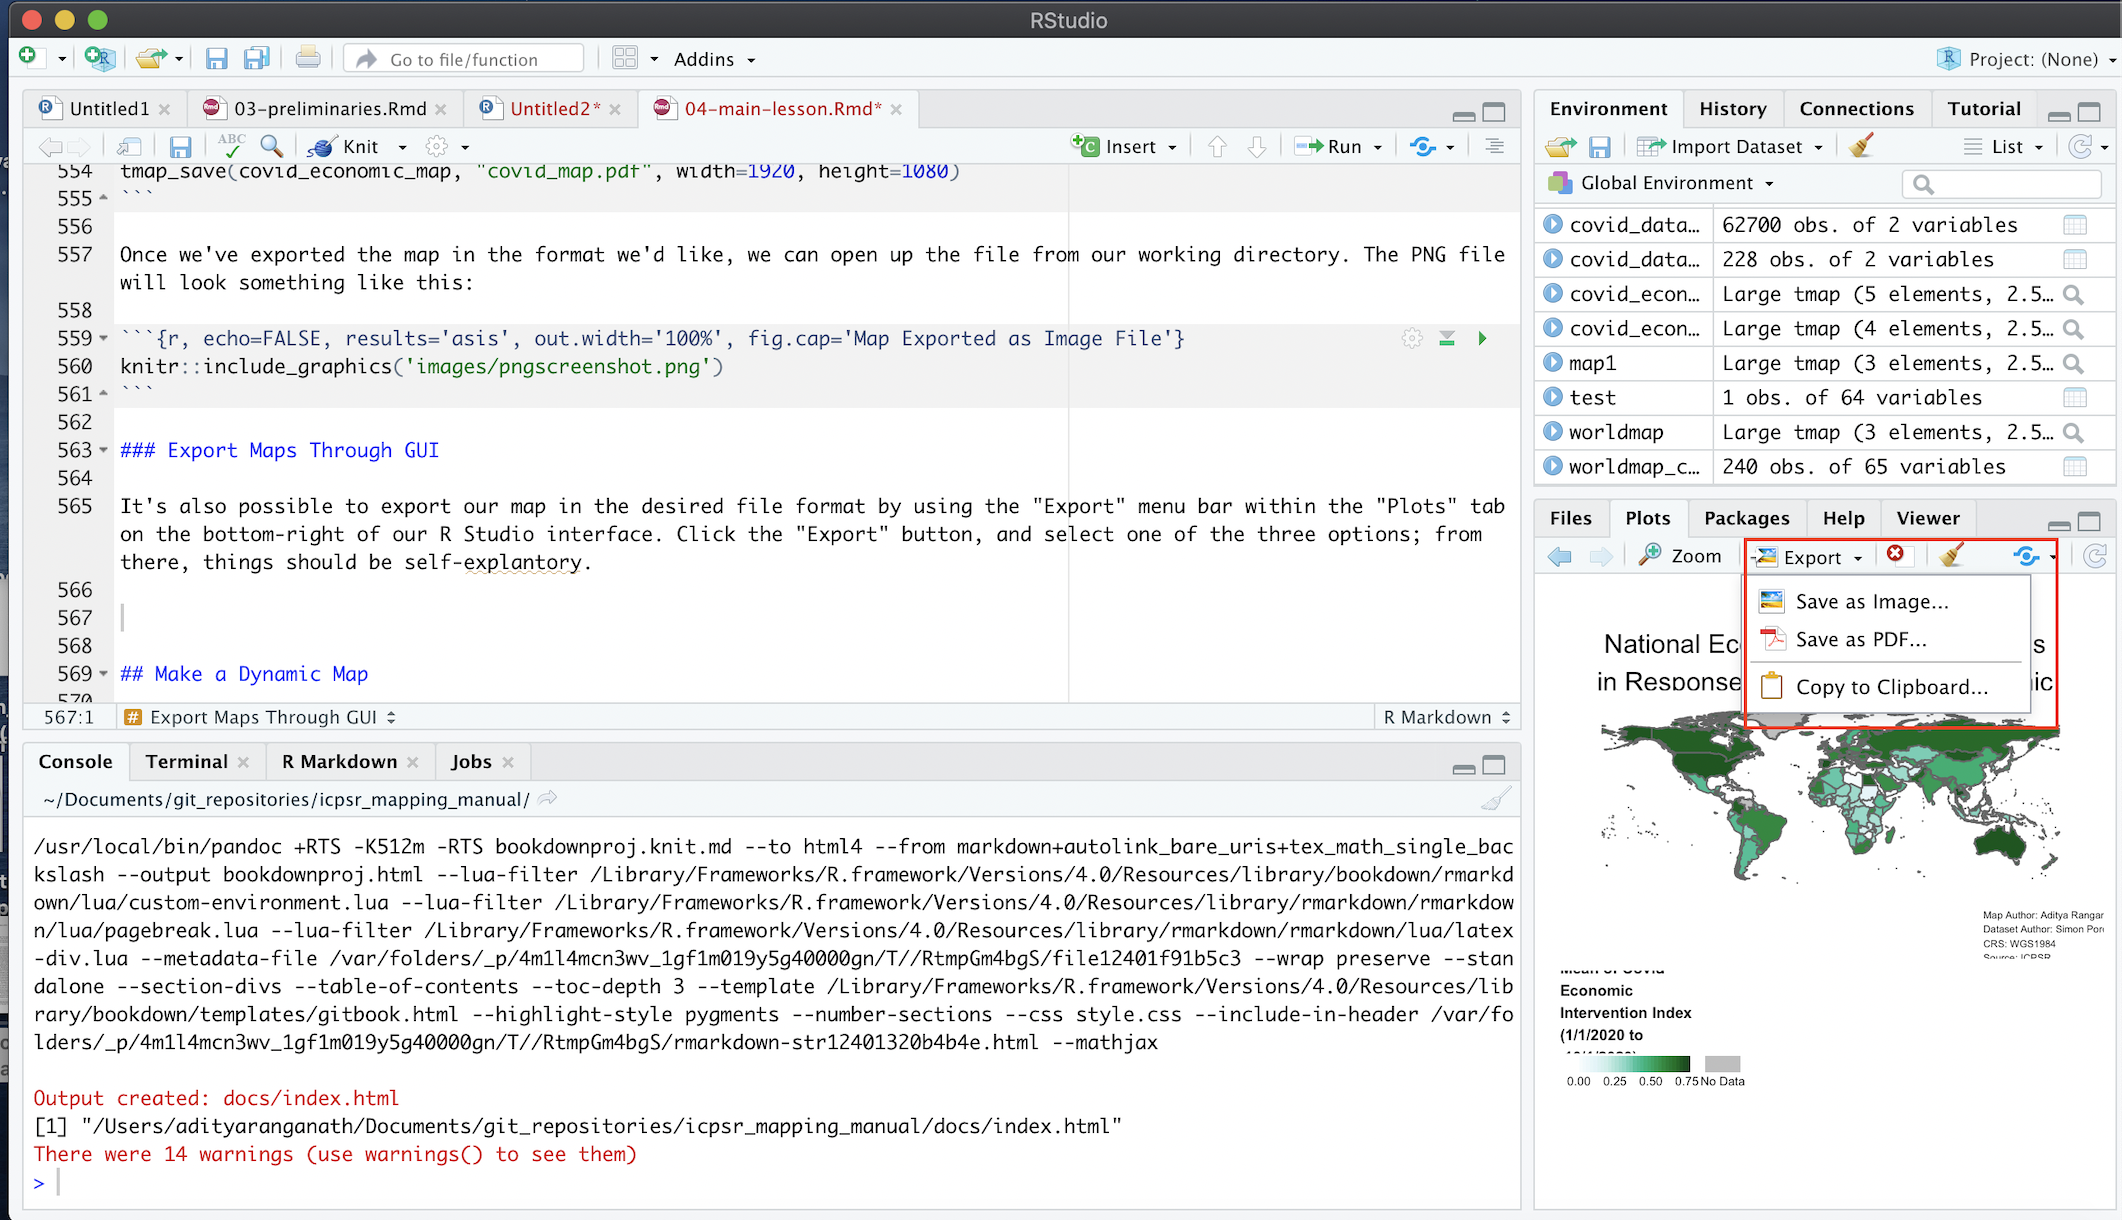 RStudio
Go to file/function
Addins
Project: (None)
Untitled1
03-preliminaries.Rmd
Untitled2*
04-main-lesson.Rmd*
ABC
Knit
Insert
Run
554 tmap_save(covid_economic_map, "covid_map.pdf", width=1920, height=1080)
555 ```
556
557 Once we've exported the map in the format we'd like, we can open up the file from our working directory. The PNG file
will look something like this:
558
559 ```{r, echo=FALSE, results='asis', out.width='100%', fig.cap='Map Exported as Image File'}
560 knitr::include_graphics('images/pngscreenshot.png')
561 ```
562
563 ### Export Maps Through GUI
564
565 It's also possible to export our map in the desired file format by using the "Export" menu bar within the "Plots" tab
on the bottom-right of our R Studio interface. Click the "Export" button, and select one of the three options; from
there, things should be self-explantory.
566
567
568
569 ## Make a Dynamic Map
570
567:1
# Export Maps Through GUI
R Markdown
Console
Terminal
R Markdown
Jobs
~/Documents/git_repositories/icpsr_mapping_manual/
/usr/local/bin/pandoc +RTS -K512m -RTS bookdownproj.knit.md --to html4 --from markdown+autolink_bare_uris+tex_math_single_bac
kslash --output bookdownproj.html --lua-filter /Library/Frameworks/R.framework/Versions/4.0/Resources/library/bookdown/rmarkd
own/lua/custom-environment.lua --lua-filter /Library/Frameworks/R.framework/Versions/4.0/Resources/library/rmarkdown/rmarkdow
n/lua/pagebreak.lua --lua-filter /Library/Frameworks/R.framework/Versions/4.0/Resources/library/rmarkdown/rmarkdown/lua/latex
-div.lua --metadata-file /var/folders/_p/4m1l4mcn3wv_1gf1m019y5g40000gn/T//RtmpGm4bgS/file12401f91b5c3 --wrap preserve --stan
dalone --section-divs --table-of-contents --toc-depth 3 --template /Library/Frameworks/R.framework/Versions/4.0/Resources/lib
rary/bookdown/templates/gitbook.html --highlight-style pygments --number-sections --css style.css --include-in-header /var/fo
lders/_p/4m1l4mcn3wv_1gf1m019y5g40000gn/T//RtmpGm4bgS/rmarkdown-str12401320b4b4e.html --mathjax
Output created: docs/index.html
[1] "/Users/adityaranganath/Documents/git_repositories/icpsr_mapping_manual/docs/index.html"
There were 14 warnings (use warnings() to see them)
>
Environment
History
Connections
Tutorial
Import Dataset
List
Global Environment
covid_data… 62700 obs. of 2 variables
covid_data… 228 obs. of 2 variables
covid_econ… Large tmap (5 elements, 2.5…
covid_econ… Large tmap (4 elements, 2.5…
map1 Large tmap (3 elements, 2.5…
test 1 obs. of 64 variables
worldmap Large tmap (3 elements, 2.5…
worldmap_c… 240 obs. of 65 variables
Files
Plots
Packages
Help
Viewer
Zoom
Export
Save as Image...
Save as PDF...
Copy to Clipboard...
National Ec s
in Response ic
Map Author: Aditya Rangar
Dataset Author: Simon Por
CRS: WGS1984
Source: ICPSR
Mean of Covid
Economic
Intervention Index
(1/1/2020 to
0.00 0.25 0.50 0.75 No Data